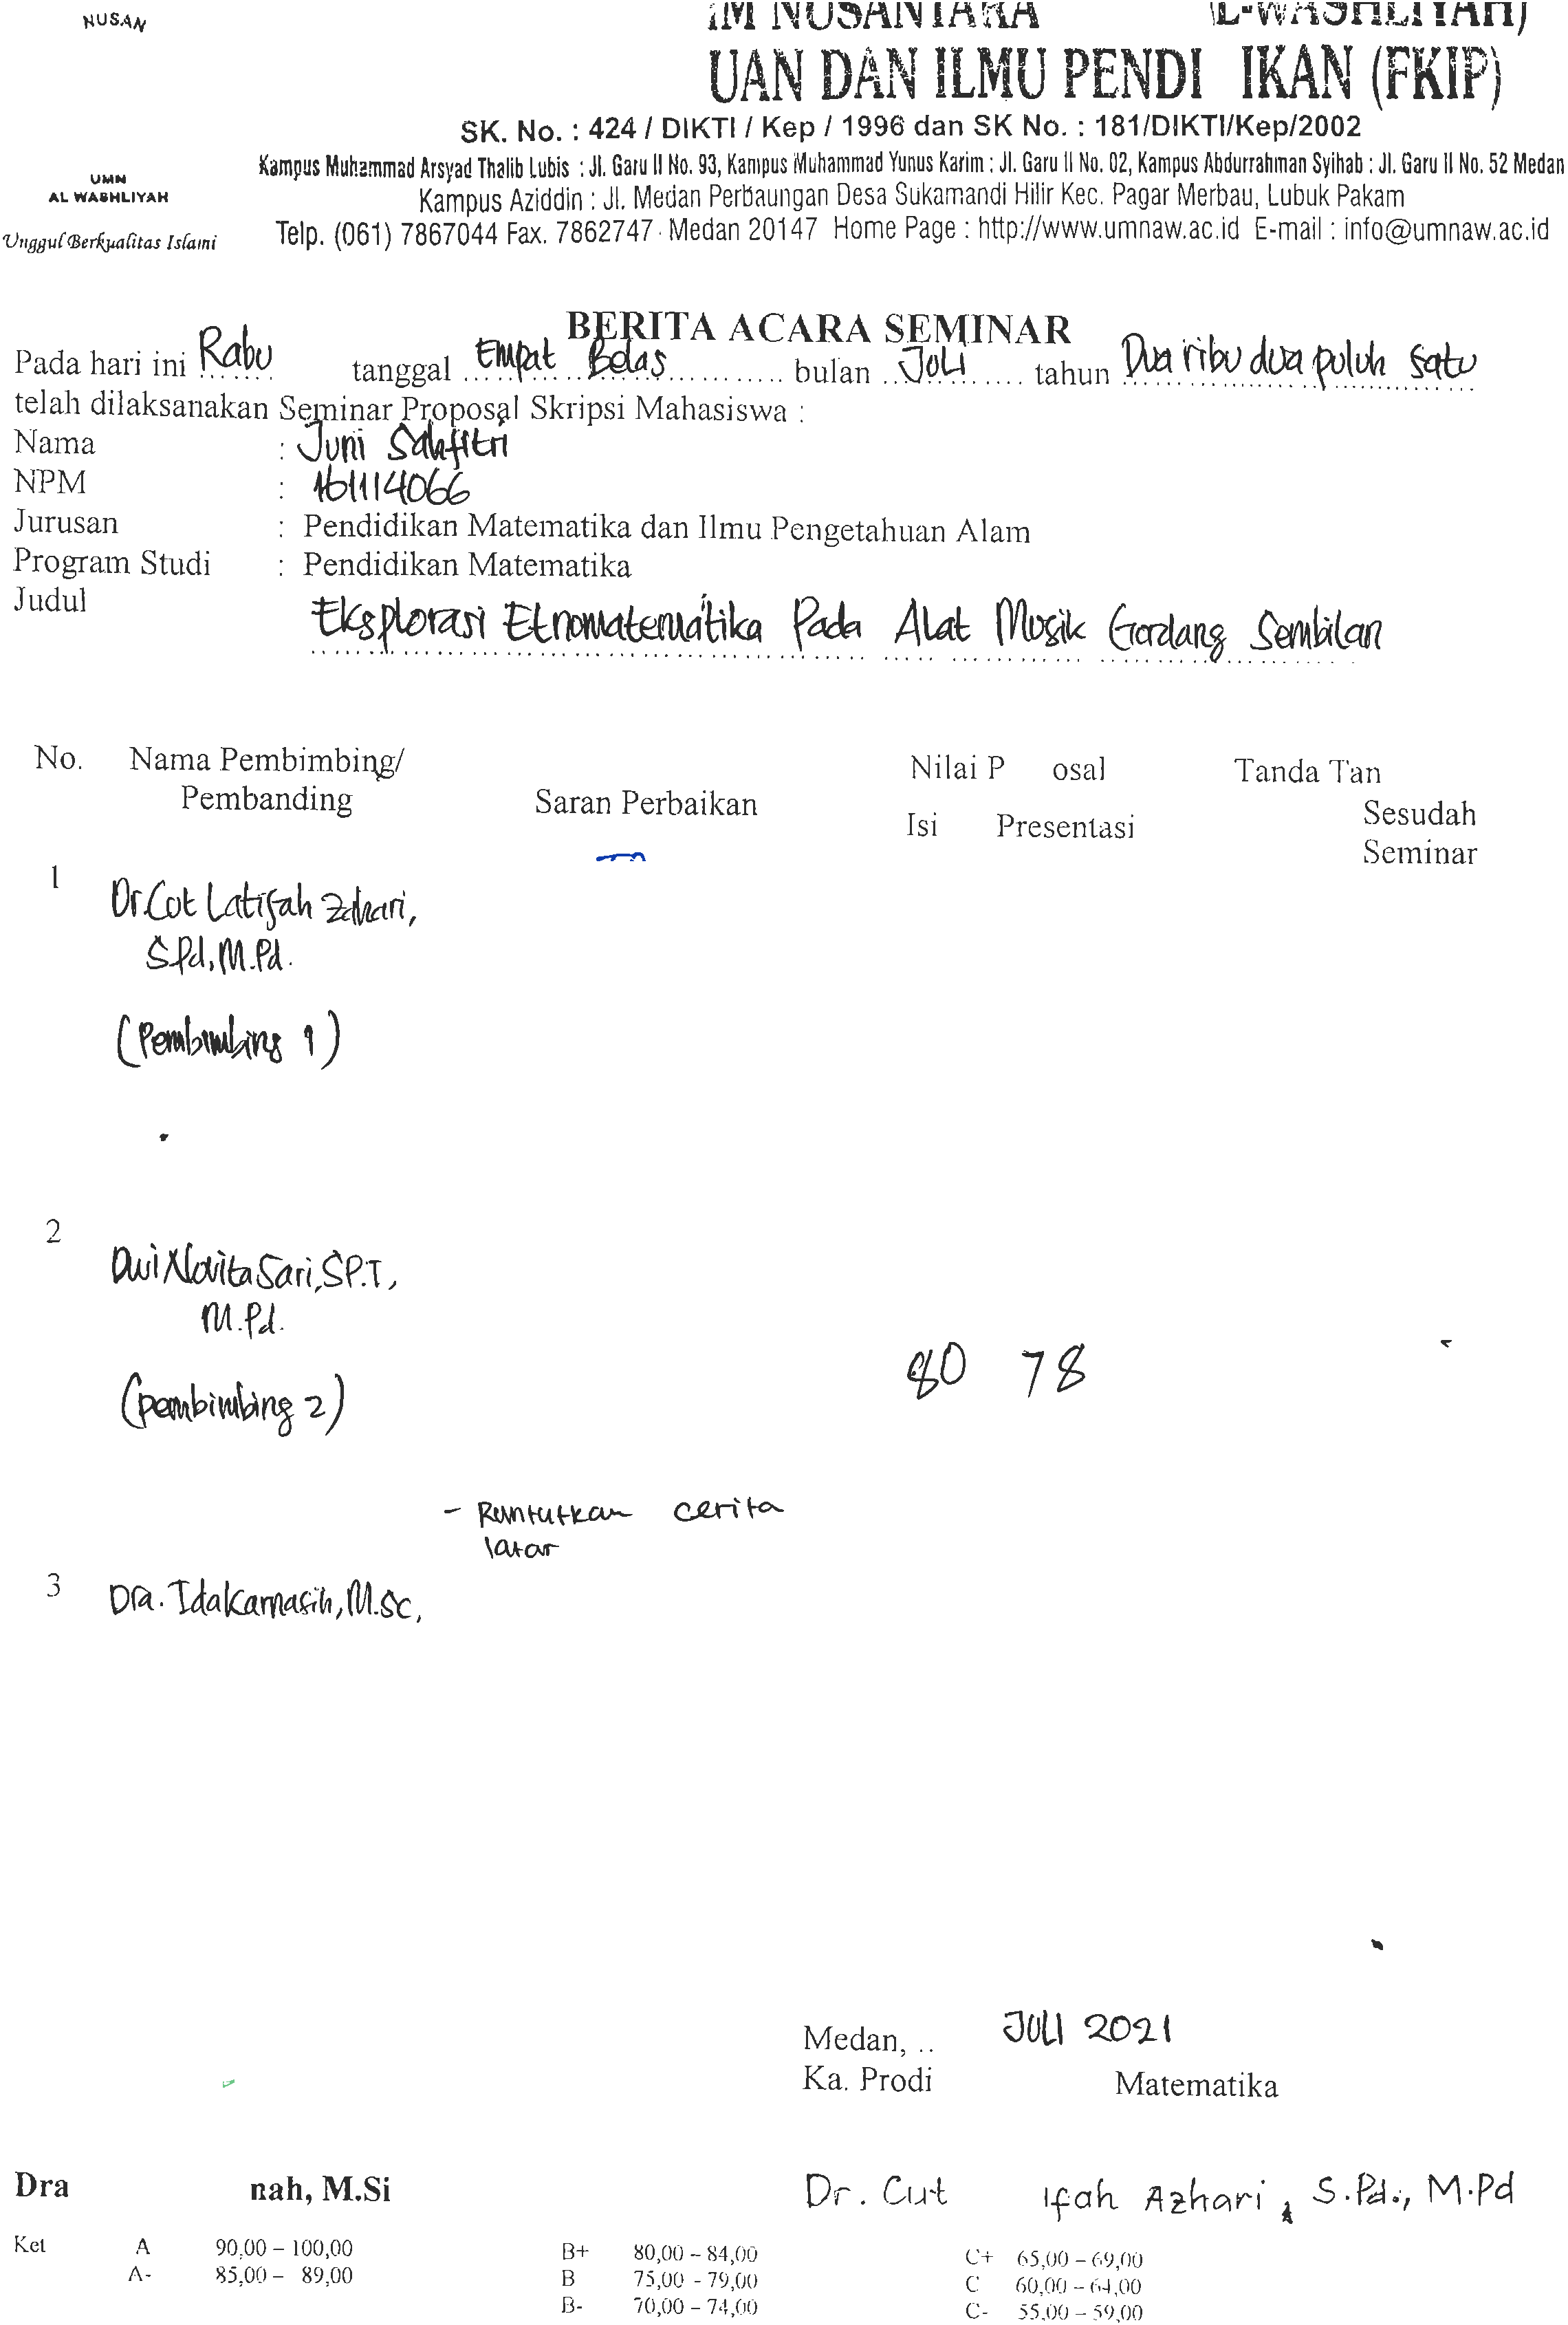 NUSAN
IM NUSANTARA L-WASHLIYAH)
UAN DAN ILMU PENDI IKAN (FKIP)
SK. No. : 424 / DIKTI / Kep / 1996 dan SK No. : 181/DIKTI/Kep/2002
Kampus Muhammad Arsyad Thalib Lubis : Jl. Garu II No. 93, Kampus Muhammad Yunus Karim : Jl. Garu II No. 02, Kampus Abdurrahman Syihab : Jl. Garu II No. 52 Medan
UMN
AL WASHLIYAH
Kampus Aziddin : Jl. Medan Perbaungan Desa Sukamandi Hilir Kec. Pagar Merbau, Lubuk Pakam
Unggul Berkualitas Islami
Telp. (061) 7867044 Fax. 7862747 Medan 20147 Home Page : http://www.umnaw.ac.id E-mail : info@umnaw.ac.id
BERITA ACARA SEMINAR
Pada hari ini Rabu tanggal Empat Belas bulan Juli tahun Dua ribu dua puluh satu
telah dilaksanakan Seminar Proposal Skripsi Mahasiswa :
Nama : Juni Sahfitri
NPM : 161114066
Jurusan : Pendidikan Matematika dan Ilmu Pengetahuan Alam
Program Studi : Pendidikan Matematika
Judul Eksplorasi Etnomatematika Pada Alat Musik Gordang Sembilan
No. Nama Pembimbing/ Nilai P osal Tanda Tan
Pembanding Saran Perbaikan Isi Presentasi Sesudah
Seminar
1 Dr.Cut Latifah Zahari,
S.Pd, M.Pd.
(Pembimbing 1)
2 Dwi Novita Sari, SP.T,
M.Pd.
80 78
(pembimbing 2)
- Runtutkan cerita
latar
3 Dra. Ida Karnasih, M.Sc,
Medan, .. JULI 2021
Ka. Prodi Matematika
Dra nah, M.Si Dr. Cut ifah Azhari, S.Pd., M.Pd
Ket A 90,00 – 100,00 B+ 80,00 – 84,00 C+ 65,00 – 69,00
A- 85,00 – 89,00 B 75,00 - 79,00 C 60,00 – 64,00
B- 70,00 – 74,00 C- 55,00 – 59,00